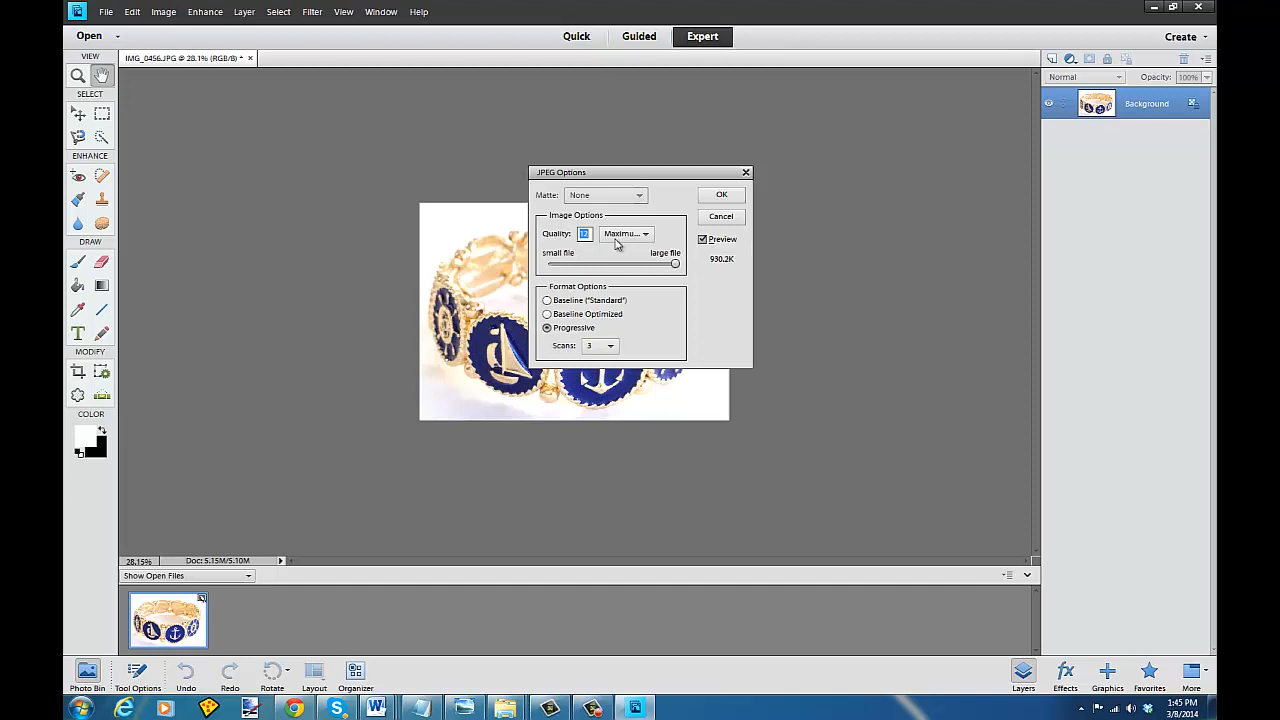 File Edit Image Enhance Layer Select Filter View Window Help
Open Quick Guided Expert Create
VIEW
IMG_0456.JPG @ 28.1% (RGB/8) * ×
Normal Opacity: 100%
Background
SELECT
ENHANCE
DRAW
T
MODIFY
COLOR
JPEG Options
Matte: None OK
Image Options
Cancel
Quality: 12 Maximu...
Preview
small file large file
930.2K
Format Options
Baseline ("Standard")
Baseline Optimized
Progressive
Scans: 3
28.15% Doc: 5.15M/5.10M
Show Open Files
fx
Photo Bin Tool Options Undo Redo Rotate Layout Organizer Layers Effects Graphics Favorites More
1:45 PM
3/8/2014